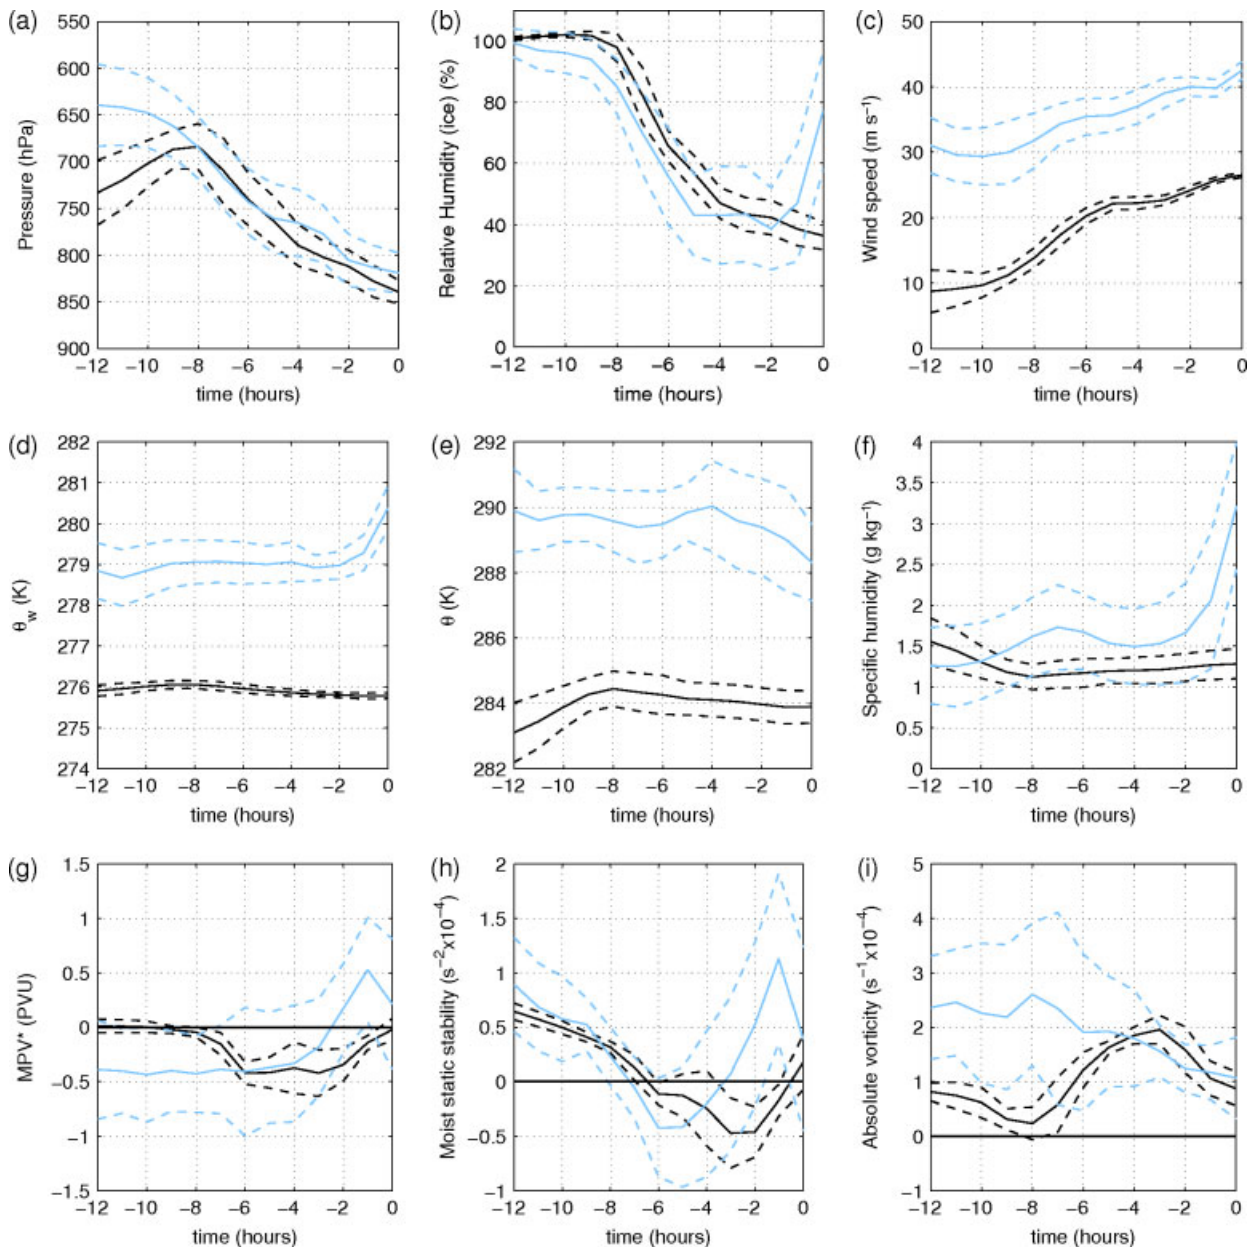 (a)
550
600
650
700
750
800
850
900
Pressure (hPa)
−12 −10 −8 −6 −4 −2 0
time (hours)
(b)
100
80
60
40
20
0
Relative Humidity (ice) (%)
−12 −10 −8 −6 −4 −2 0
time (hours)
(c)
50
40
30
20
10
0
Wind speed (m s⁻¹)
−12 −10 −8 −6 −4 −2 0
time (hours)
(d)
282
281
280
279
278
277
276
275
274
θw (K)
−12 −10 −8 −6 −4 −2 0
time (hours)
(e)
292
290
288
286
284
282
θ (K)
−12 −10 −8 −6 −4 −2 0
time (hours)
(f)
4
3.5
3
2.5
2
1.5
1
0.5
0
Specific humidity (g kg⁻¹)
−12 −10 −8 −6 −4 −2 0
time (hours)
(g)
1.5
1
0.5
0
−0.5
−1
−1.5
MPV* (PVU)
−12 −10 −8 −6 −4 −2 0
time (hours)
(h)
2
1.5
1
0.5
0
−0.5
−1
Moist static stability (s⁻²x10⁻⁴)
−12 −10 −8 −6 −4 −2 0
time (hours)
(i)
5
4
3
2
1
0
−1
Absolute vorticity (s⁻¹x10⁻⁴)
−12 −10 −8 −6 −4 −2 0
time (hours)